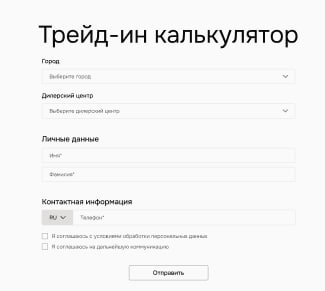 Трейд-ин калькулятор
Город
Выберите город
Дилерский центр
Выберите дилерский центр
Личные данные
Имя*
Фамилия*
Контактная информация
RU Телефон*
Я соглашаюсь с условиями обработки персональных данных
Я соглашаюсь на дальнейшую коммуникацию
Отправить